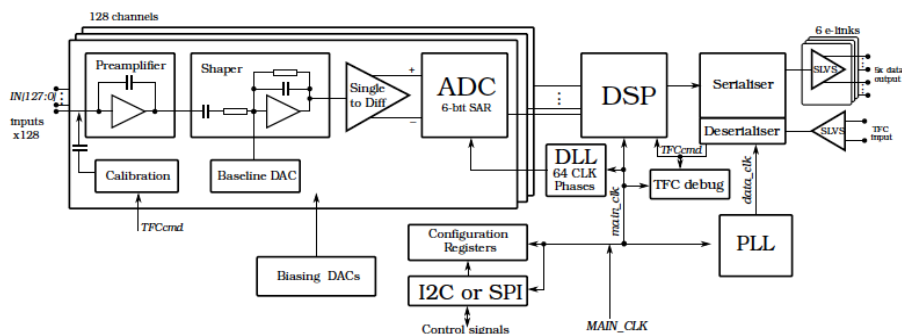 128 channels
6 e-links
Preamplifier
Shaper
IN[127:0]
inputs
x128
Single
to Diff.
+
−
ADC
6-bit SAR
DSP
Serialiser
Deserialiser
SLVS
5x data
output
SLVS
TFC
input
Calibration
Baseline DAC
DLL
64 CLK
Phases
TFCcmd
TFC debug
TFCcmd
main_clk
data_clk
PLL
Biasing DACs
Configuration
Registers
I2C or SPI
Control signals
MAIN_CLK